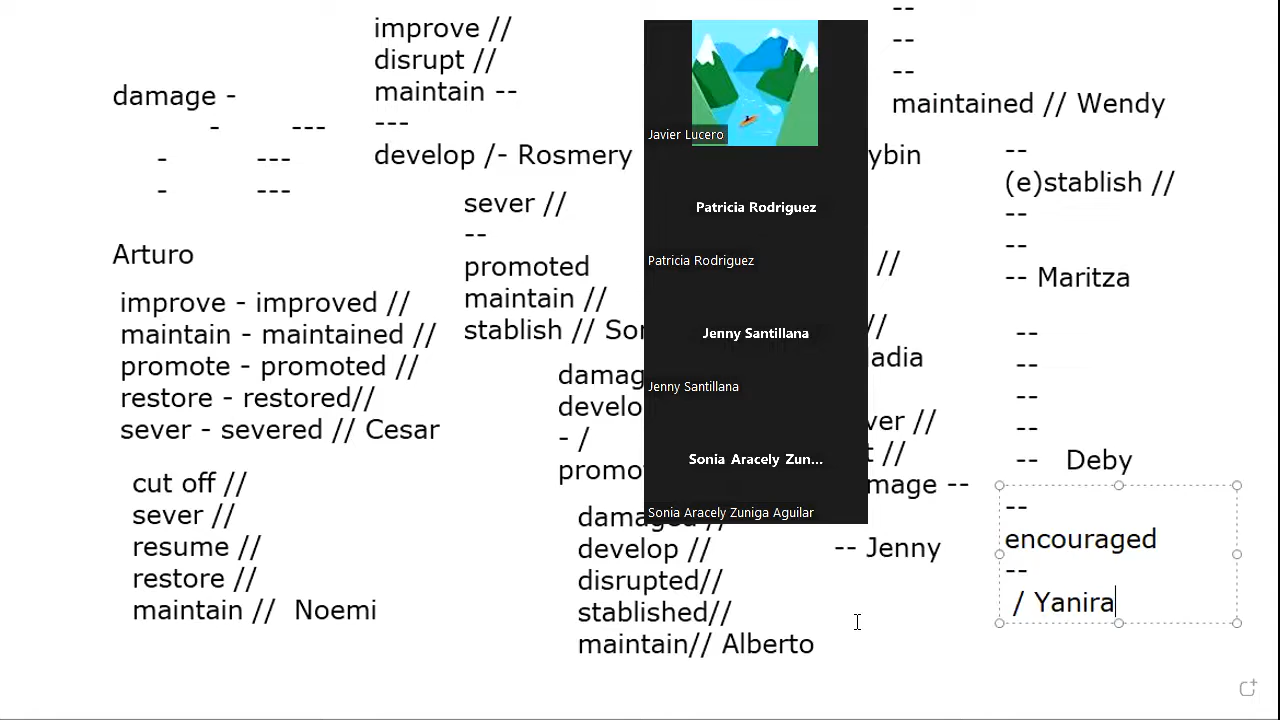 damage -
- ---
- ---
- ---
Arturo
improve - improved //
maintain - maintained //
promote - promoted //
restore - restored//
sever - severed // Cesar
cut off //
sever //
resume //
restore //
maintain // Noemi
improve //
disrupt //
maintain --
---
develop /- Rosmery
sever //
--
promoted
maintain //
stablish //
- /
damaged //
develop //
disrupted//
stablished//
maintain// Alberto
Javier Lucero
Patricia Rodriguez
Patricia Rodriguez
Jenny Santillana
Jenny Santillana
Sonia Aracely Zun...
Sonia Aracely Zuniga Aguilar
//
//
//
//
--
-- Jenny
--
--
--
maintained // Wendy
--
(e)stablish //
--
--
-- Maritza
--
--
--
--
-- Deby
--
encouraged
--
/ Yanira